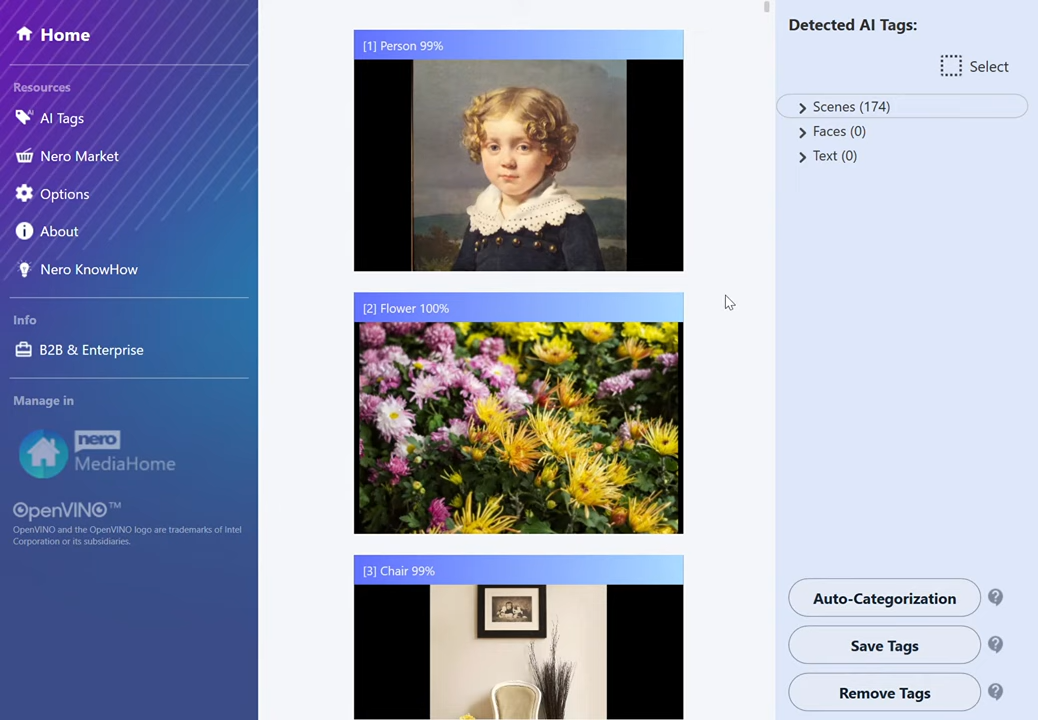 Home
Resources
AI Tags
Nero Market
Options
About
Nero KnowHow
Info
B2B & Enterprise
Manage in
nero
MediaHome
OpenVINO™
OpenVINO and the OpenVINO logo are trademarks of Intel
Corporation or its subsidiaries.
[1] Person 99%
[2] Flower 100%
[3] Chair 99%
Detected AI Tags:
Select
Scenes (174)
Faces (0)
Text (0)
Auto-Categorization
Save Tags
Remove Tags